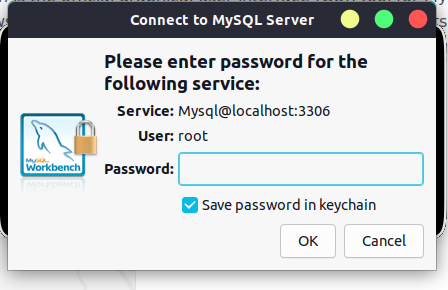 Connect to MySQL Server
Please enter password for the
following service:
Service: Mysql@localhost:3306
User: root
MySQL
Workbench
Password:
Save password in keychain
OK
Cancel